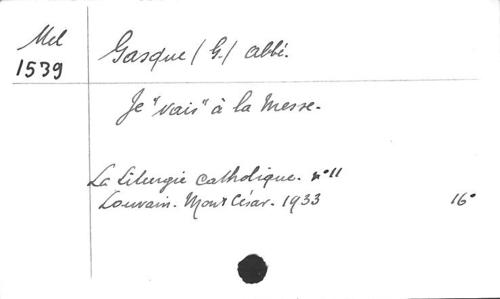 Mel
1539
Gasque (G.) abbé.
Je "vais" à la Messe.
La Liturgie catholique. n° 11
Louvain. Mont César. 1933 16°